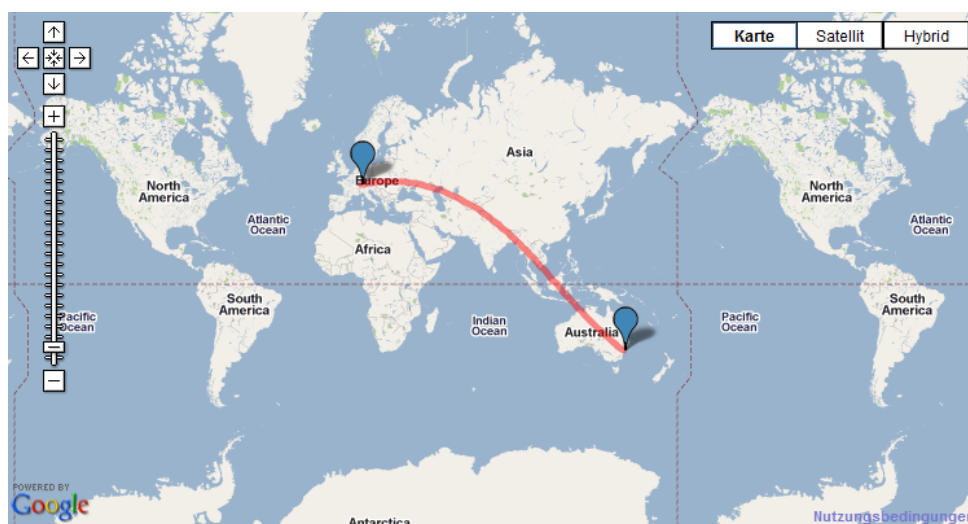 Karte Satellit Hybrid
Asia
Europe
North
America
North
America
Atlantic
Ocean
Atlantic
Ocean
Africa
South
America
South
America
Pacific
Ocean
Indian
Ocean
Australia
Pacific
Ocean
POWERED BY
Google
Antarctica
Nutzungsbedingungen